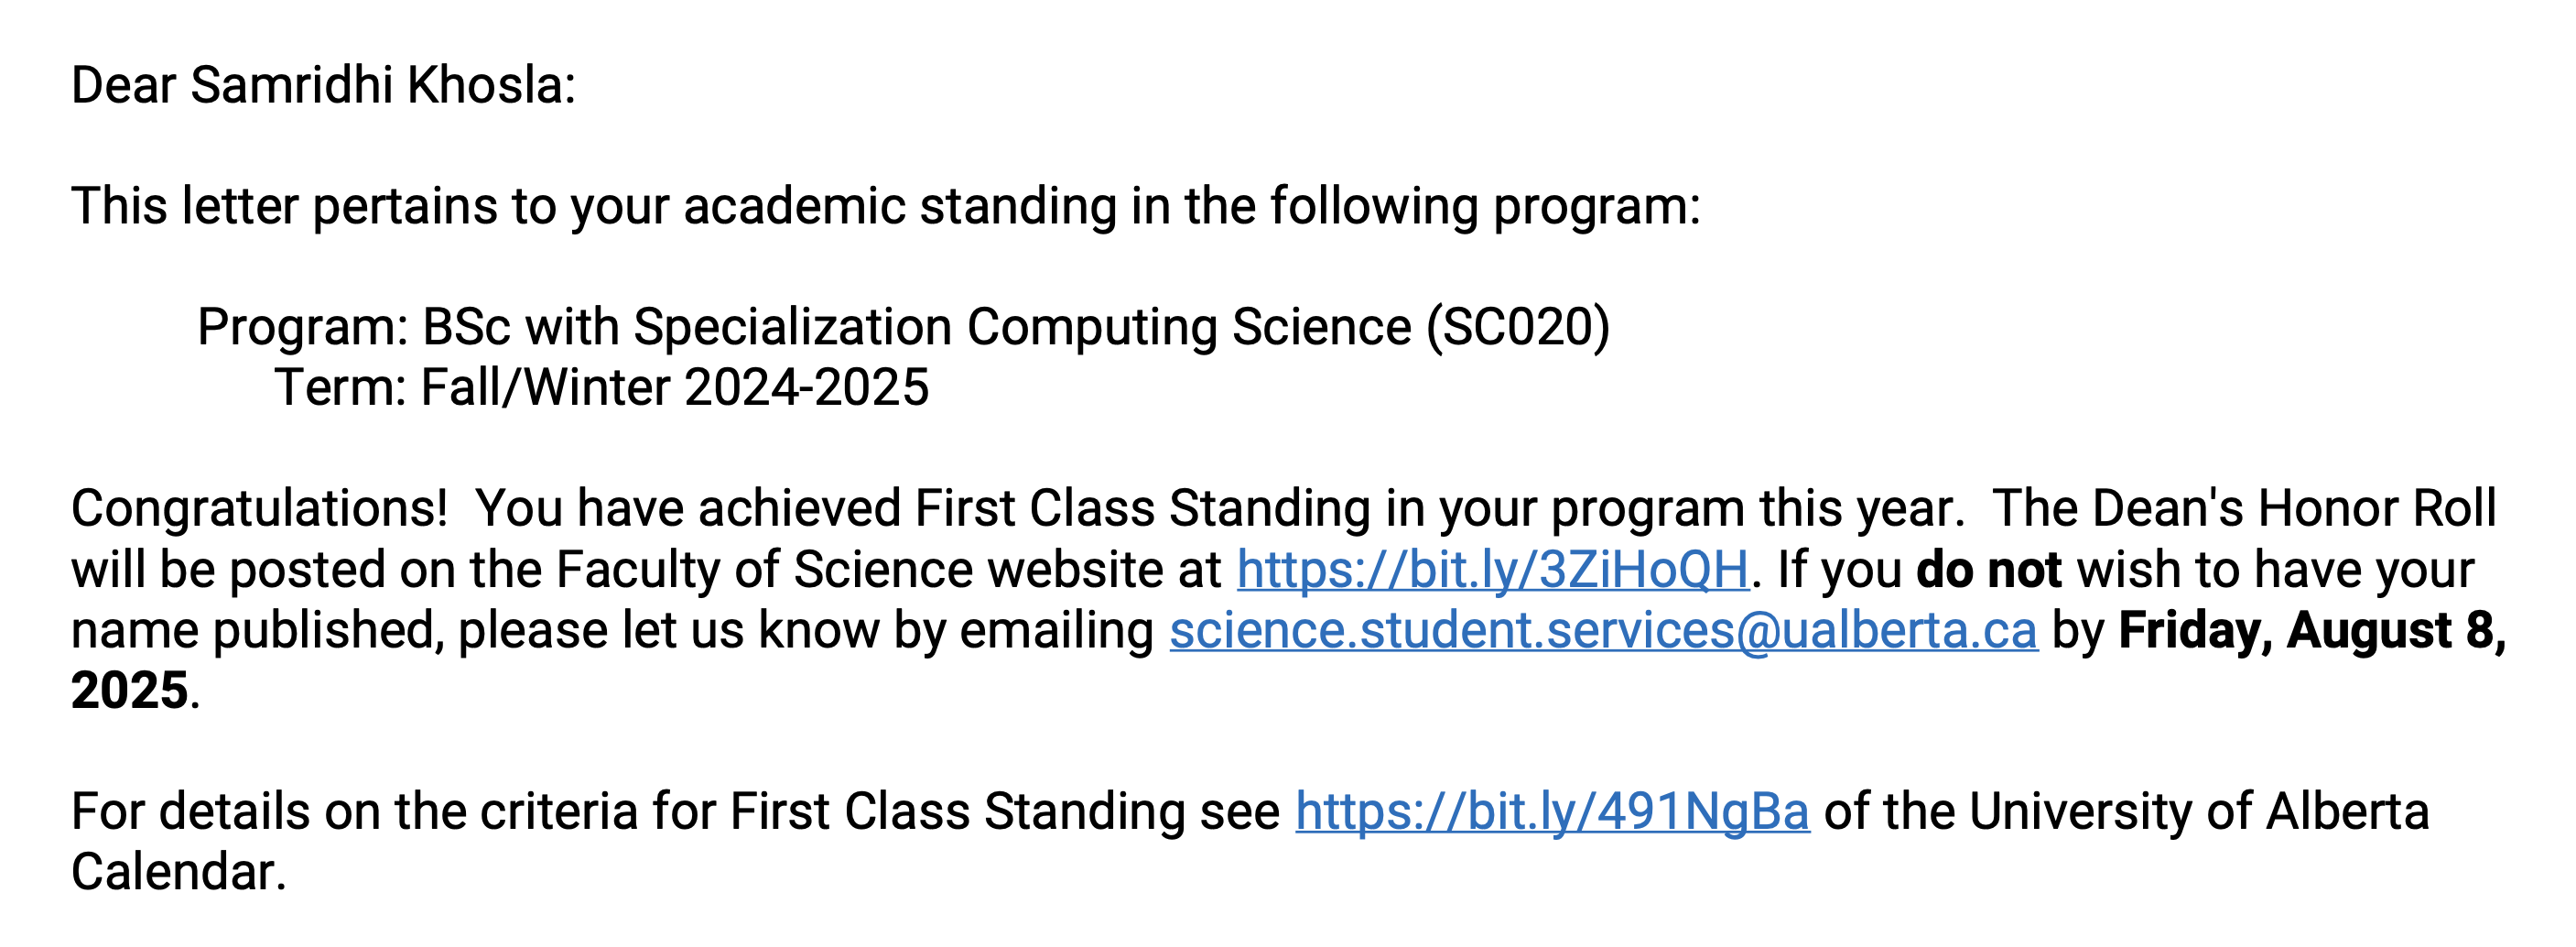 Dear Samridhi Khosla:
This letter pertains to your academic standing in the following program:
Program: BSc with Specialization Computing Science (SC020)
Term: Fall/Winter 2024-2025
Congratulations!  You have achieved First Class Standing in your program this year.  The Dean's Honor Roll
will be posted on the Faculty of Science website at https://bit.ly/3ZiHoQH. If you do not wish to have your
name published, please let us know by emailing science.student.services@ualberta.ca by Friday, August 8,
2025.
For details on the criteria for First Class Standing see https://bit.ly/491NgBa of the University of Alberta
Calendar.